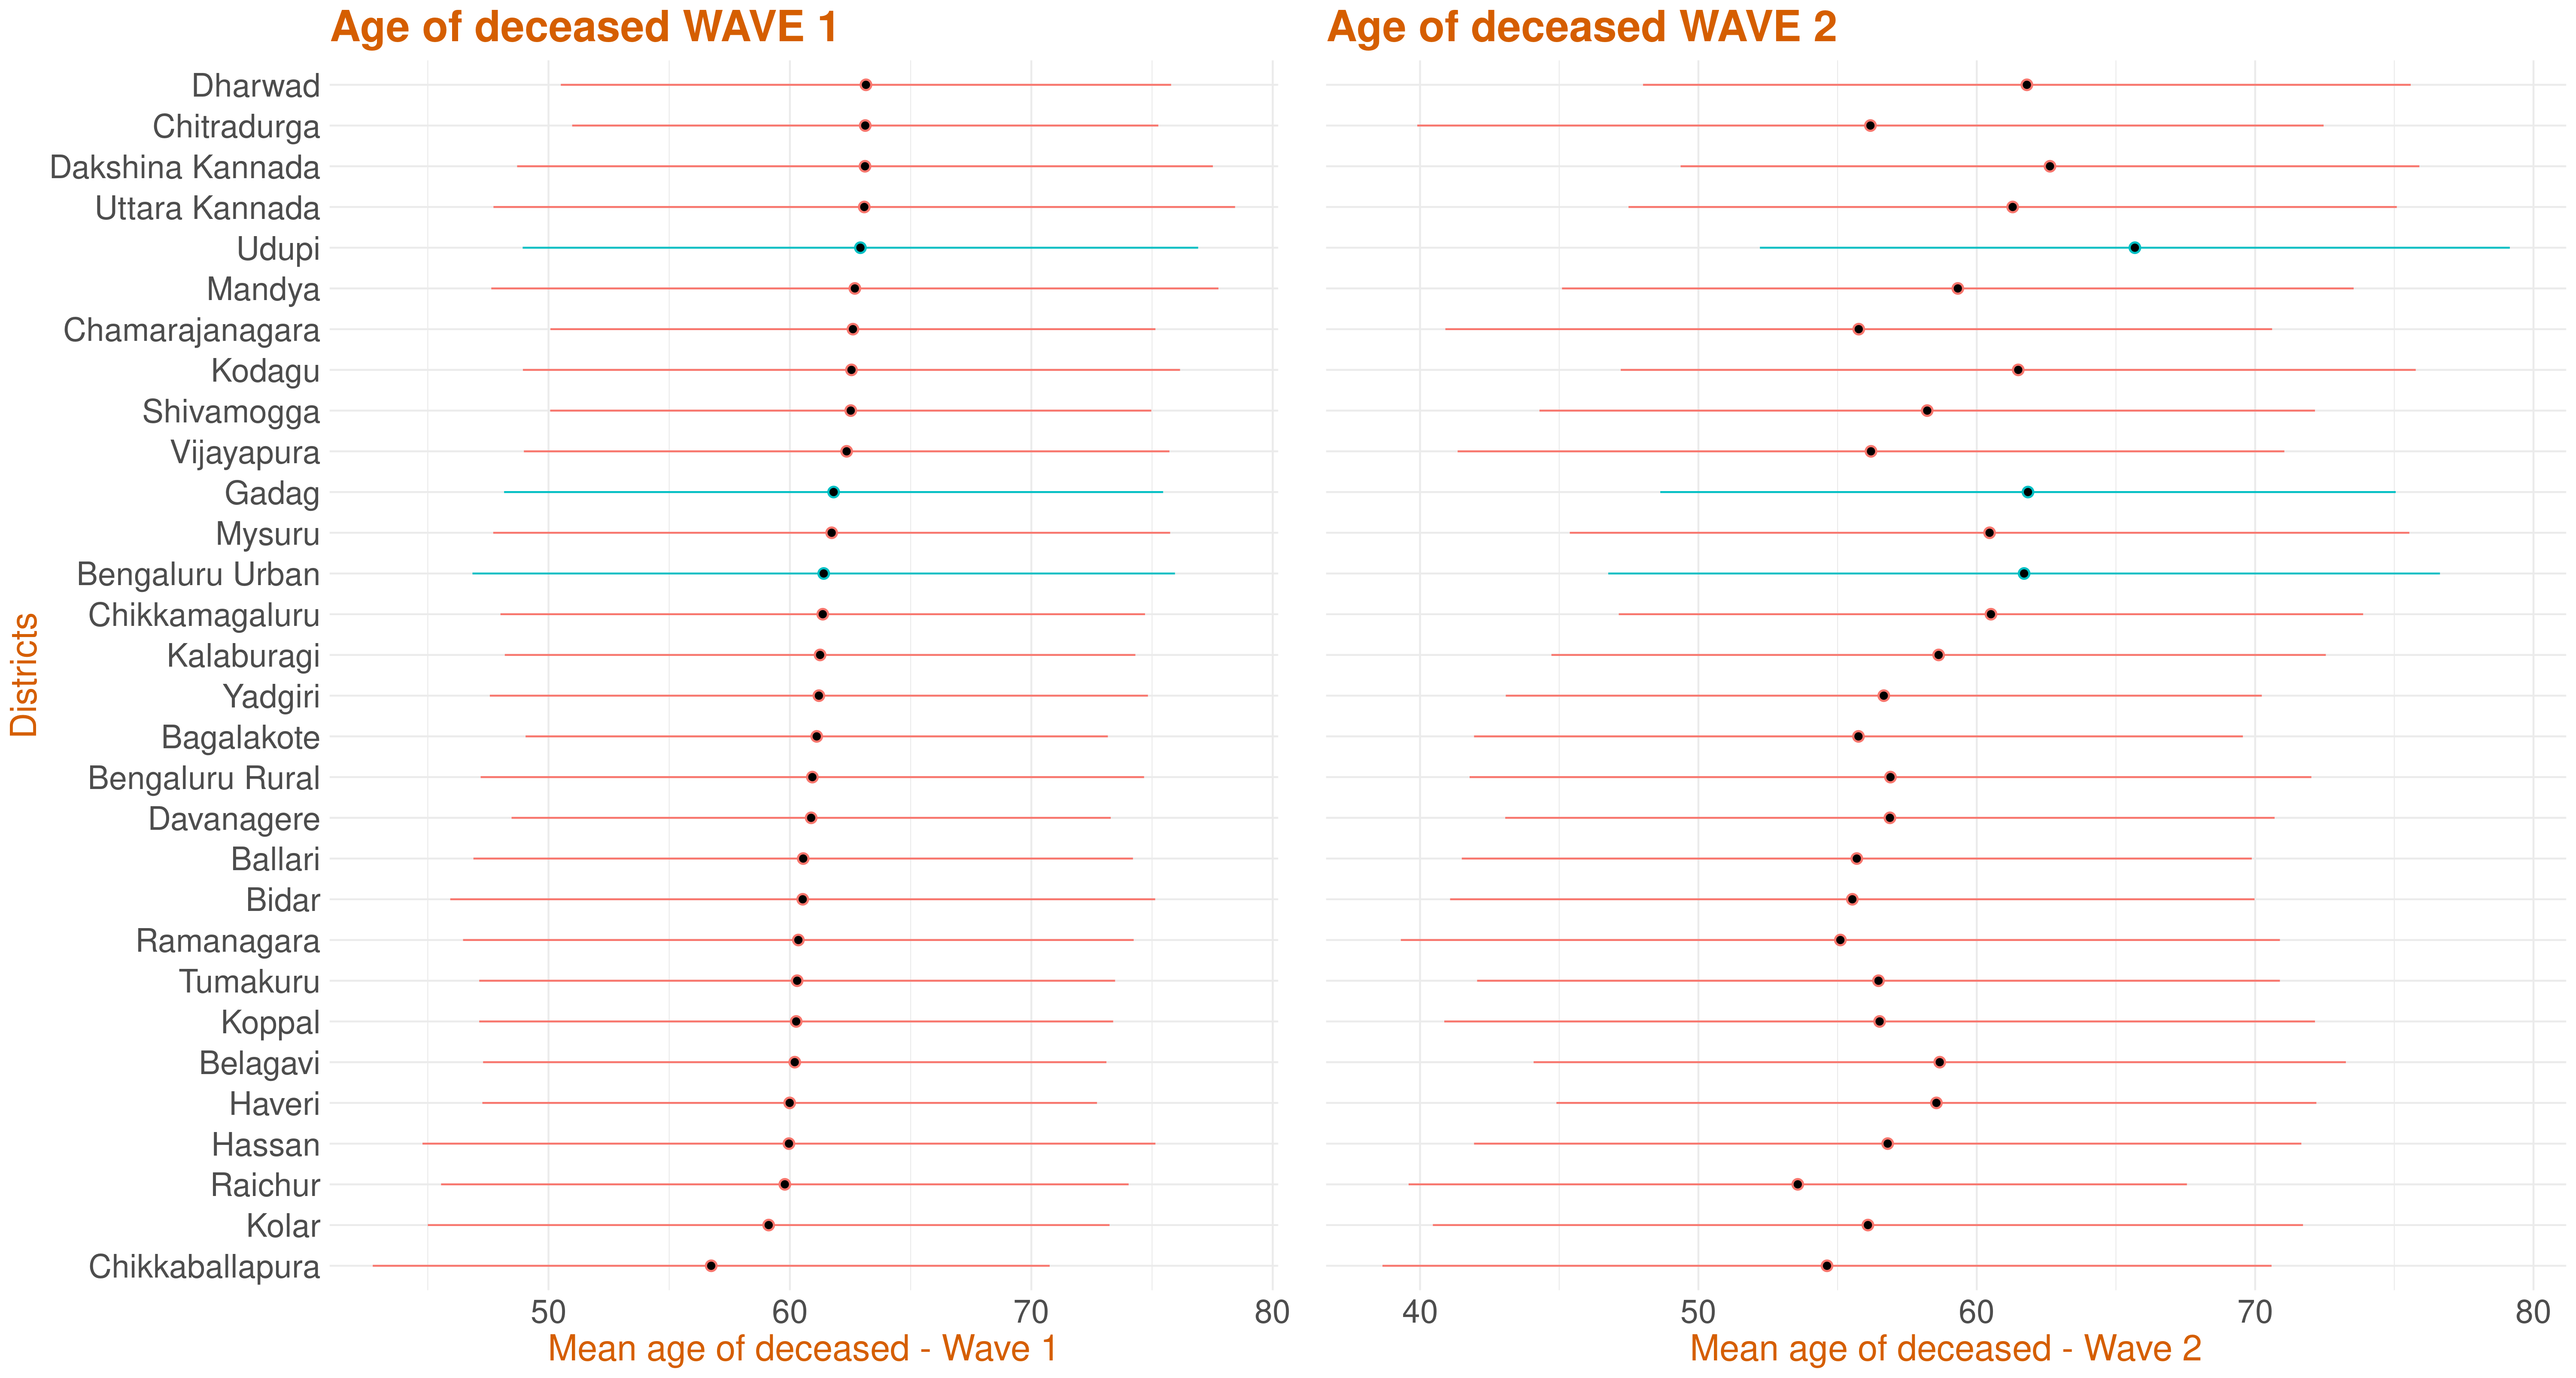 Age of deceased WAVE 1
Age of deceased WAVE 2
Districts
Dharwad
Chitradurga
Dakshina Kannada
Uttara Kannada
Udupi
Mandya
Chamarajanagara
Kodagu
Shivamogga
Vijayapura
Gadag
Mysuru
Bengaluru Urban
Chikkamagaluru
Kalaburagi
Yadgiri
Bagalakote
Bengaluru Rural
Davanagere
Ballari
Bidar
Ramanagara
Tumakuru
Koppal
Belagavi
Haveri
Hassan
Raichur
Kolar
Chikkaballapura
50 60 70 80
40 50 60 70 80
Mean age of deceased - Wave 1
Mean age of deceased - Wave 2